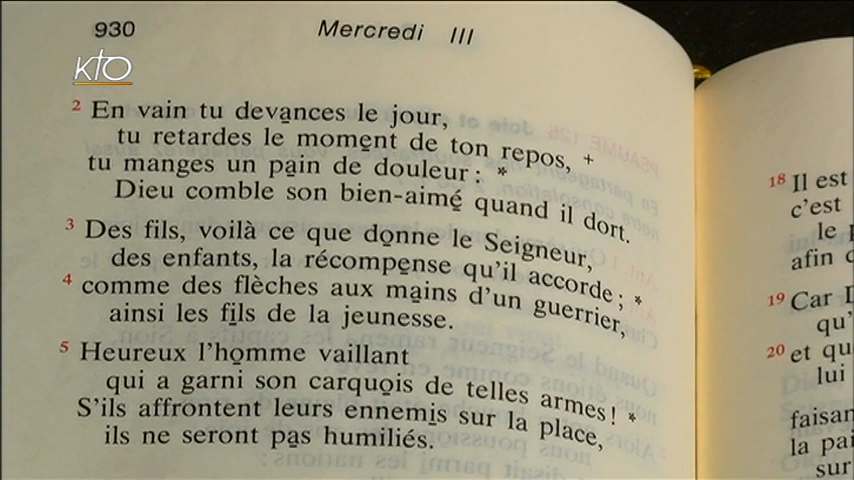 930 Mercredi III
KTO
2 En vain tu devances le jour,
tu retardes le moment de ton repos, +
tu manges un pain de douleur : *
Dieu comble son bien-aimé quand il dort.
3 Des fils, voilà ce que donne le Seigneur,
des enfants, la récompense qu'il accorde ; *
4 comme des flèches aux mains d'un guerrier,
ainsi les fils de la jeunesse.
5 Heureux l'homme vaillant
qui a garni son carquois de telles armes ! *
S'ils affrontent leurs ennemis sur la place,
ils ne seront pas humiliés.
18 Il est
c'est
le
afin
19 Car
qu'
20 et qu
lui
faisan
la pai
sur